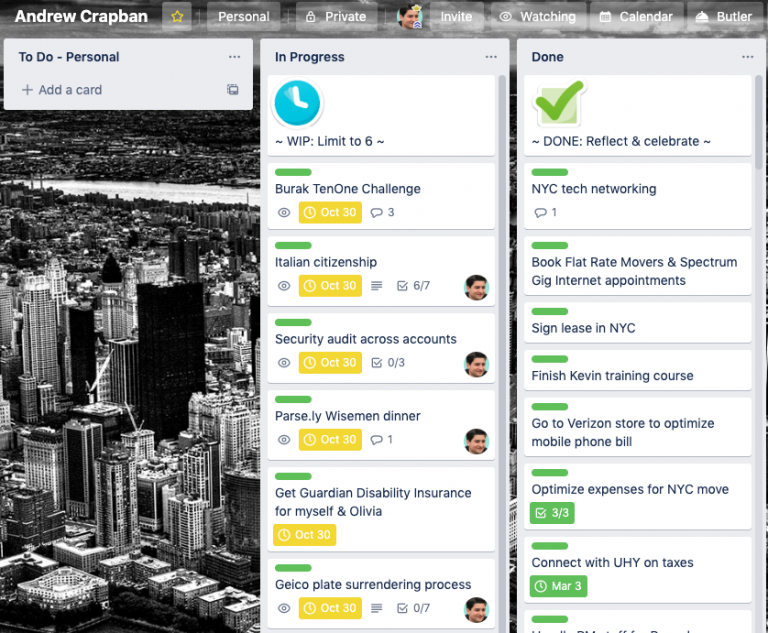 Andrew Crapban
Personal
Private
Invite
Watching
Calendar
Butler
To Do - Personal
Add a card
In Progress
~ WIP: Limit to 6 ~
Burak TenOne Challenge
Oct 30
3
Italian citizenship
Oct 30
6/7
Security audit across accounts
Oct 30
0/3
Parse.ly Wisemen dinner
Oct 30
1
Get Guardian Disability Insurance
for myself & Olivia
Oct 30
Geico plate surrendering process
Oct 30
0/7
Done
~ DONE: Reflect & celebrate ~
NYC tech networking
1
Book Flat Rate Movers & Spectrum
Gig Internet appointments
Sign lease in NYC
Finish Kevin training course
Go to Verizon store to optimize
mobile phone bill
Optimize expenses for NYC move
3/3
Connect with UHY on taxes
Mar 3